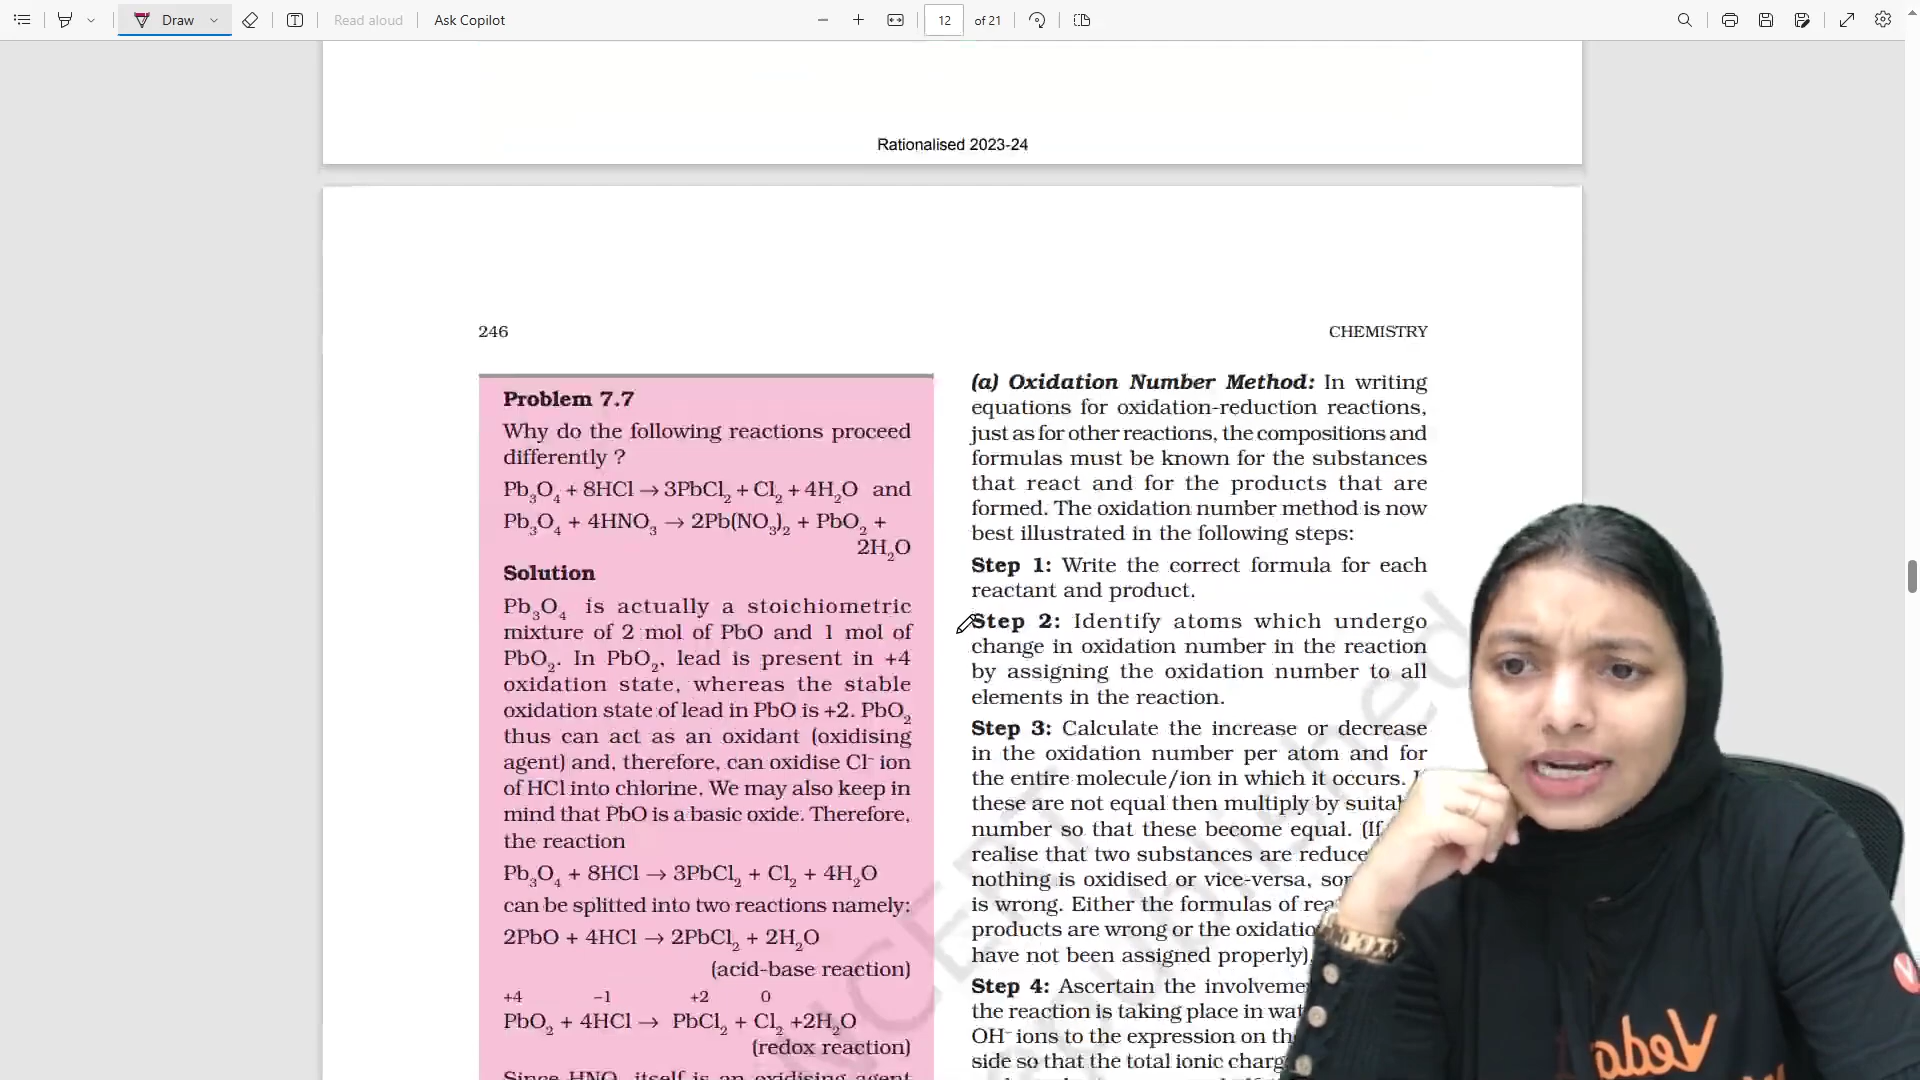 Draw
Read aloud
Ask Copilot
12 of 21
Rationalised 2023-24
246
CHEMISTRY
Problem 7.7
Why do the following reactions proceed
differently ?
Pb₃O₄ + 8HCl → 3PbCl₂ + Cl₂ + 4H₂O and
Pb₃O₄ + 4HNO₃ → 2Pb(NO₃)₂ + PbO₂ +
2H₂O
Solution
Pb₃O₄ is actually a stoichiometric
mixture of 2 mol of PbO and 1 mol of
PbO₂. In PbO₂, lead is present in +4
oxidation state, whereas the stable
oxidation state of lead in PbO is +2. PbO₂
thus can act as an oxidant (oxidising
agent) and, therefore, can oxidise Cl⁻ ion
of HCl into chlorine. We may also keep in
mind that PbO is a basic oxide. Therefore,
the reaction
Pb₃O₄ + 8HCl → 3PbCl₂ + Cl₂ + 4H₂O
can be splitted into two reactions namely:
2PbO + 4HCl → 2PbCl₂ + 2H₂O
(acid-base reaction)
+4 –1 +2 0
PbO₂ + 4HCl → PbCl₂ + Cl₂ +2H₂O
(redox reaction)
Since HNO₃ itself is an oxidising agent
(a) Oxidation Number Method: In writing
equations for oxidation-reduction reactions,
just as for other reactions, the compositions and
formulas must be known for the substances
that react and for the products that are
formed. The oxidation number method is now
best illustrated in the following steps:
Step 1: Write the correct formula for each
reactant and product.
Step 2: Identify atoms which undergo
change in oxidation number in the reaction
by assigning the oxidation number to all
elements in the reaction.
Step 3: Calculate the increase or decrease
in the oxidation number per atom and for
the entire molecule/ion in which it occurs.
these are not equal then multiply by
number so that these become equal. (If
realise that two substances are
nothing is oxidised or vice-versa,
is wrong. Either the formulas of
products are wrong or the
have not been assigned properly).
Step 4: Ascertain the
the reaction is taking place in
OH⁻ ions to the expression on
side so that the total ionic
NCERT
published